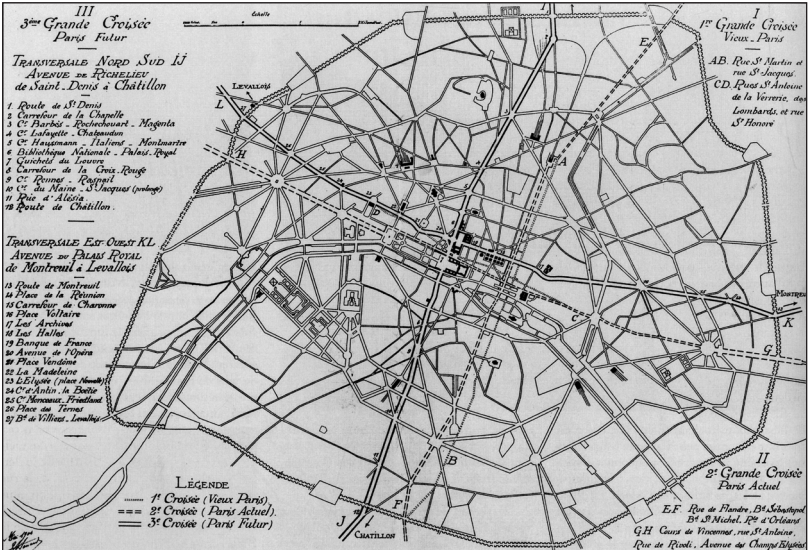 III
3ème Grande Croisée
Paris Futur
Transversale Nord Sud IJ
Avenue de Richelieu
de Saint-Denis à Châtillon
1 Route de St Denis
2 Carrefour de la Chapelle
3 Cr Barbès - Rochechouart - Magenta
4 Cr Lafayette - Chateaudun
5 Cr Haussmann - Italiens - Montmartre
6 Bibliothèque Nationale - Palais-Royal
7 Guichets du Louvre
8 Carrefour de la Croix Rouge
9 Cr Rennes - Raspail
10 Cr du Maine - St Jacques (prolongé)
11 Rue d'Alésia
12 Route de Châtillon.
Transversale Est-Ouest KL
Avenue du Palais Royal
de Montreuil à Levallois
13 Route de Montreuil
14 Place de la Réunion
15 Carrefour de Charonne
16 Place Voltaire
17 Les Archives
18 Les Halles
19 Banque de France
20 Avenue de l'Opéra
21 Place Vendôme
22 La Madeleine
23 L'Elysée (place Nouvelle)
24 Cr d'Antin, la Boëtie
25 Cr Monceaux - Friedland
26 Place des Ternes
27 Bd de Villiers - Levallois
Echelle
I
1re Grande Croisée
Vieux-Paris
AB. Rue St Martin et
rue St Jacques.
CD. Rues St Antoine
de la Verrerie, des
Lombards, et rue
St Honoré
Levallois
L
H
I
E
A
D
C
Montreuil
K
G
B
F
J
Chatillon
Légende
1e Croisée (Vieux Paris)
2e Croisée (Paris Actuel).
3e Croisée (Paris Futur)
II
2e Grande Croisée
Paris Actuel
E.F. Rue de Flandre, Bd Sébastopol
Bd St Michel, Rte d'Orléans
G.H Cours de Vincennes, rue St Antoine,
Rue de Rivoli, Avenue des Champs Elysées